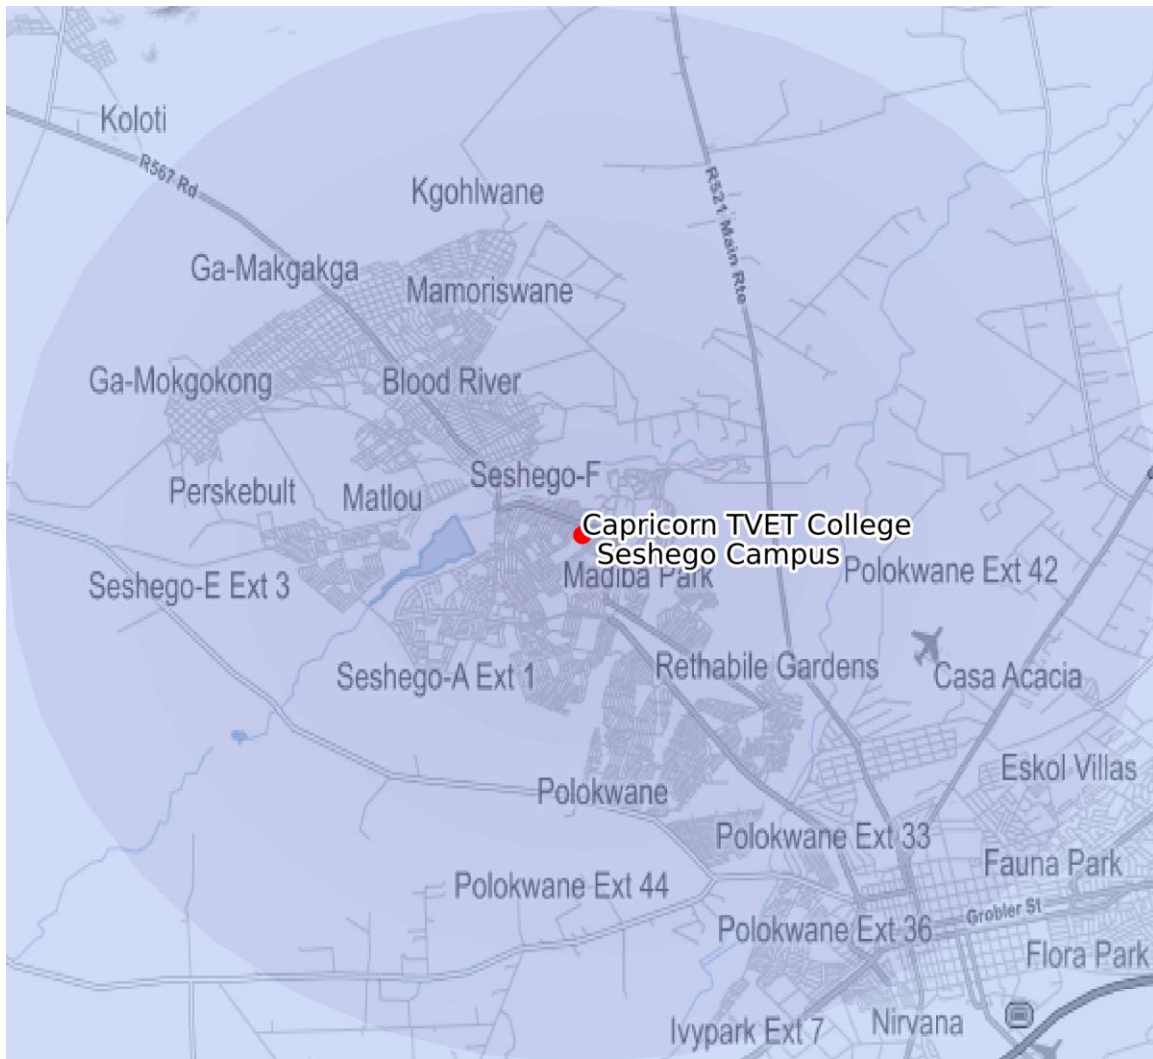 Koloti
R567 Rd
Kgohlwane
R521 Main Rte
Ga-Makgakga
Mamoriswane
Ga-Mokgokong
Blood River
Seshego-F
Perskebult
Matlou
Capricorn TVET College
Seshego Campus
Madiba Park
Polokwane Ext 42
Seshego-E Ext 3
Rethabile Gardens
Seshego-A Ext 1
Casa Acacia
Eskol Villas
Polokwane
Polokwane Ext 33
Fauna Park
Polokwane Ext 44
Grobler St
Polokwane Ext 36
Flora Park
Nirvana
Ivypark Ext 7